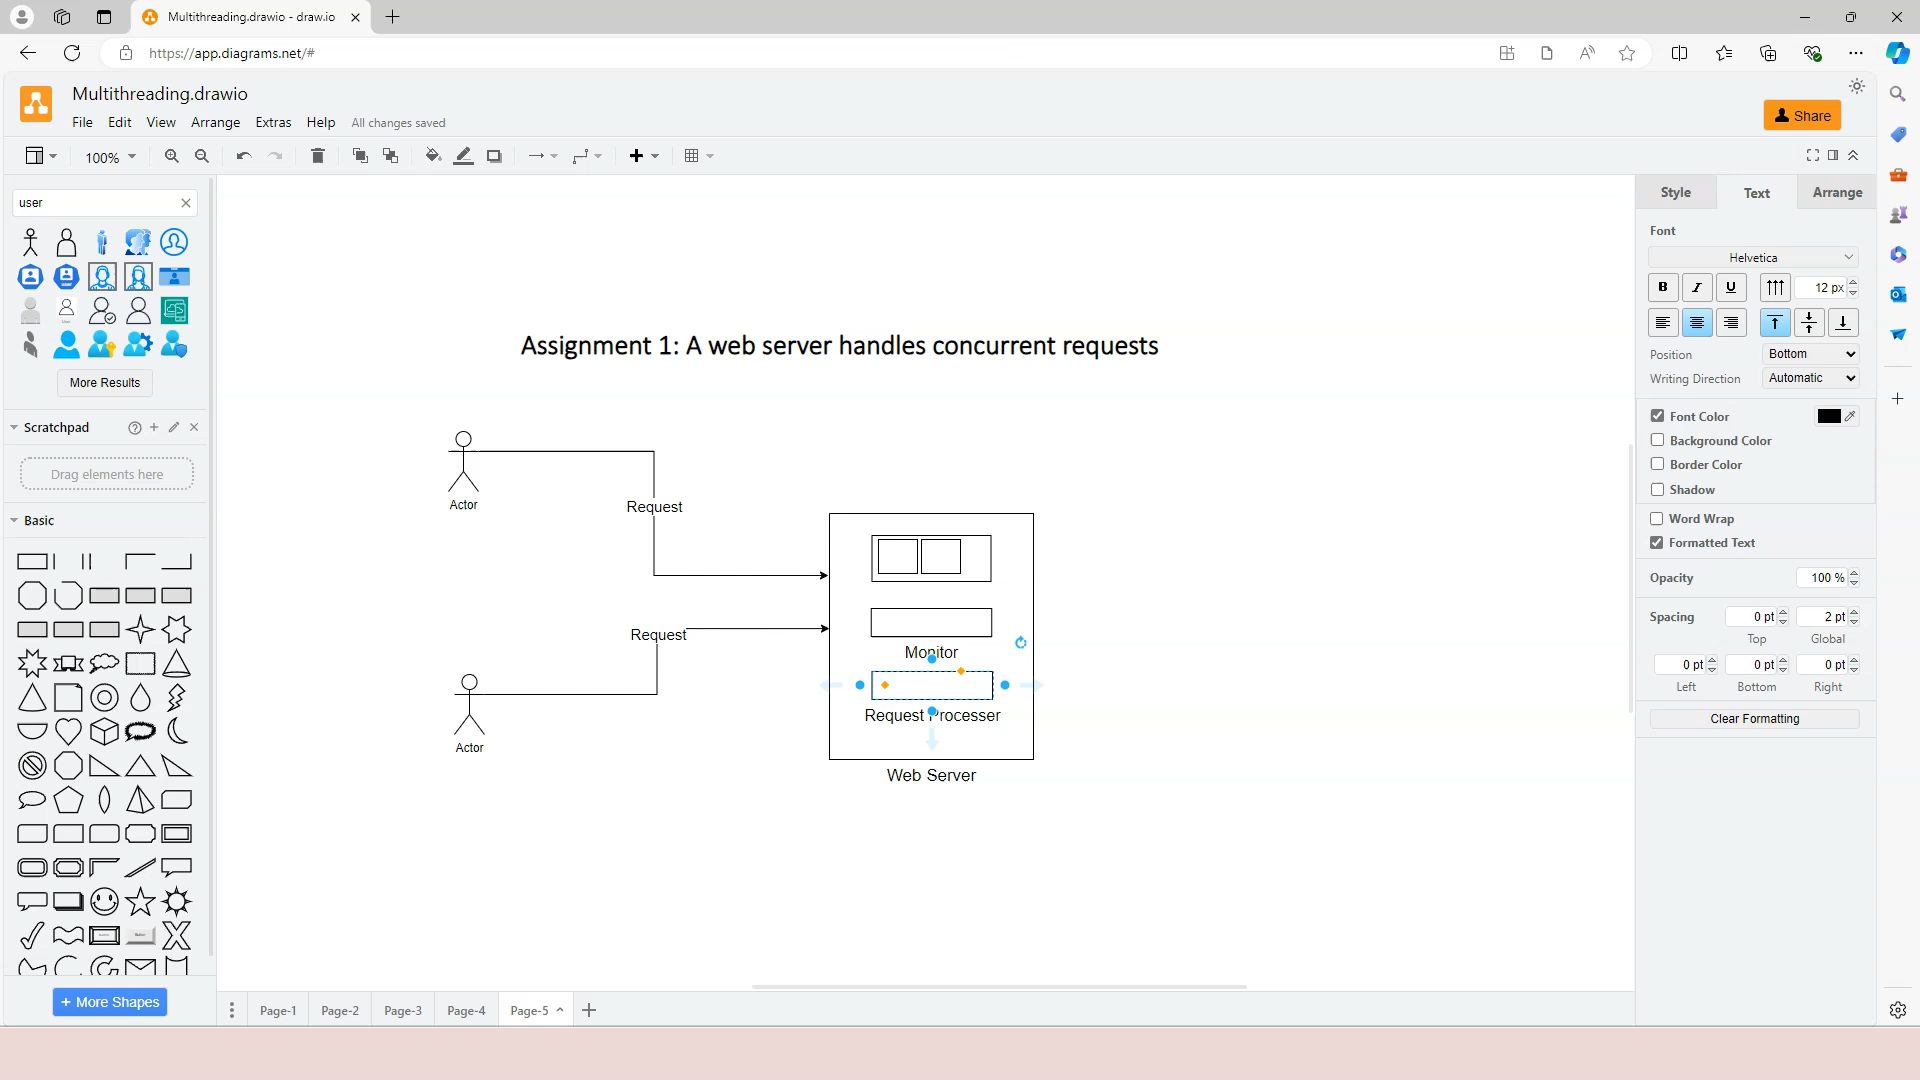 Multithreading.drawio - draw.io
https://app.diagrams.net/#
Multithreading.drawio
File Edit View Arrange Extras Help All changes saved
Share
100%
user
More Results
Scratchpad
Drag elements here
Basic
More Shapes
Assignment 1: A web server handles concurrent requests
Actor
Request
Request
Monitor
Request Processer
Actor
Web Server
Page-1 Page-2 Page-3 Page-4 Page-5
Style Text Arrange
Font
Helvetica
B I U 12 px
Position Bottom
Writing Direction Automatic
Font Color
Background Color
Border Color
Shadow
Word Wrap
Formatted Text
Opacity 100 %
Spacing 0 pt 2 pt
Top Global
0 pt 0 pt 0 pt
Left Bottom Right
Clear Formatting